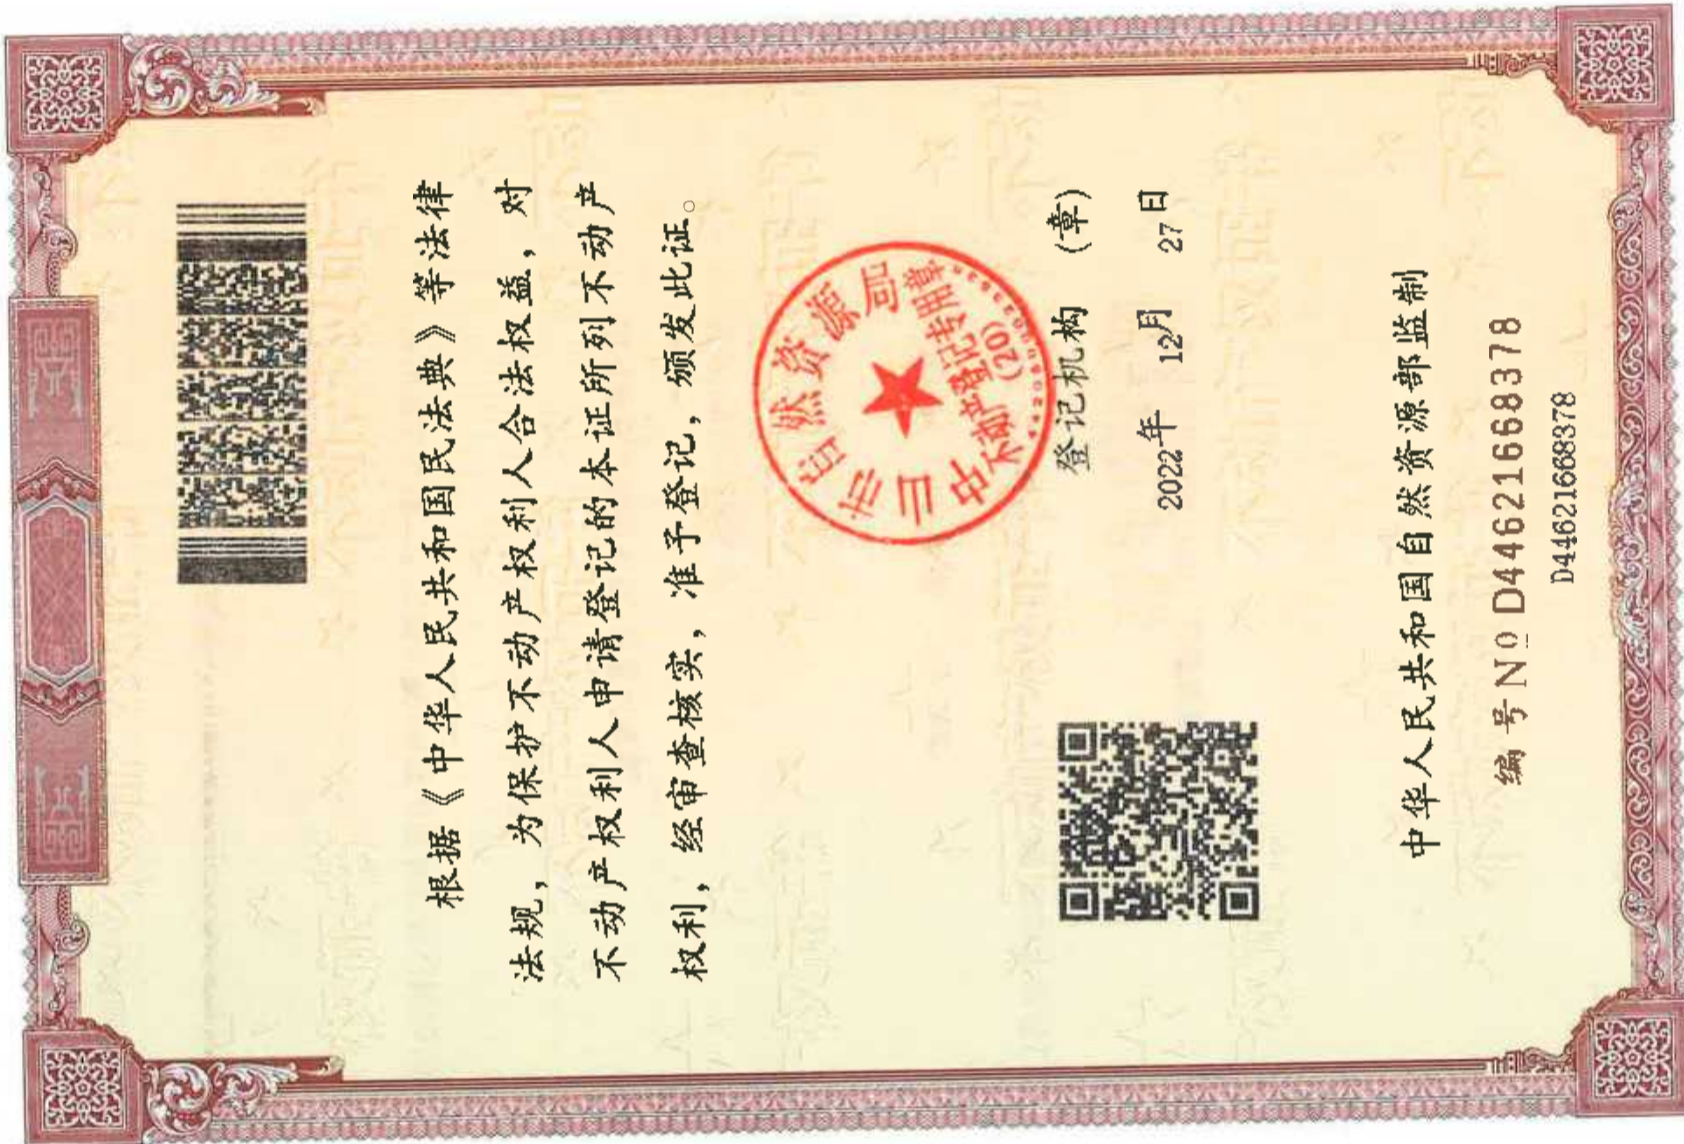 根据《中华人民共和国民法典》等法律
法规，为保护不动产权利人合法权益，对
不动产权利人申请登记的本证所列不动产
权利，经审查核实，准予登记，颁发此证。
中山市自然资源局
不动产登记专用章
(20)
登记机构 (章)
2022年 12月 27日
中华人民共和国自然资源部监制
编号 Nº D44621668378
D44621668378